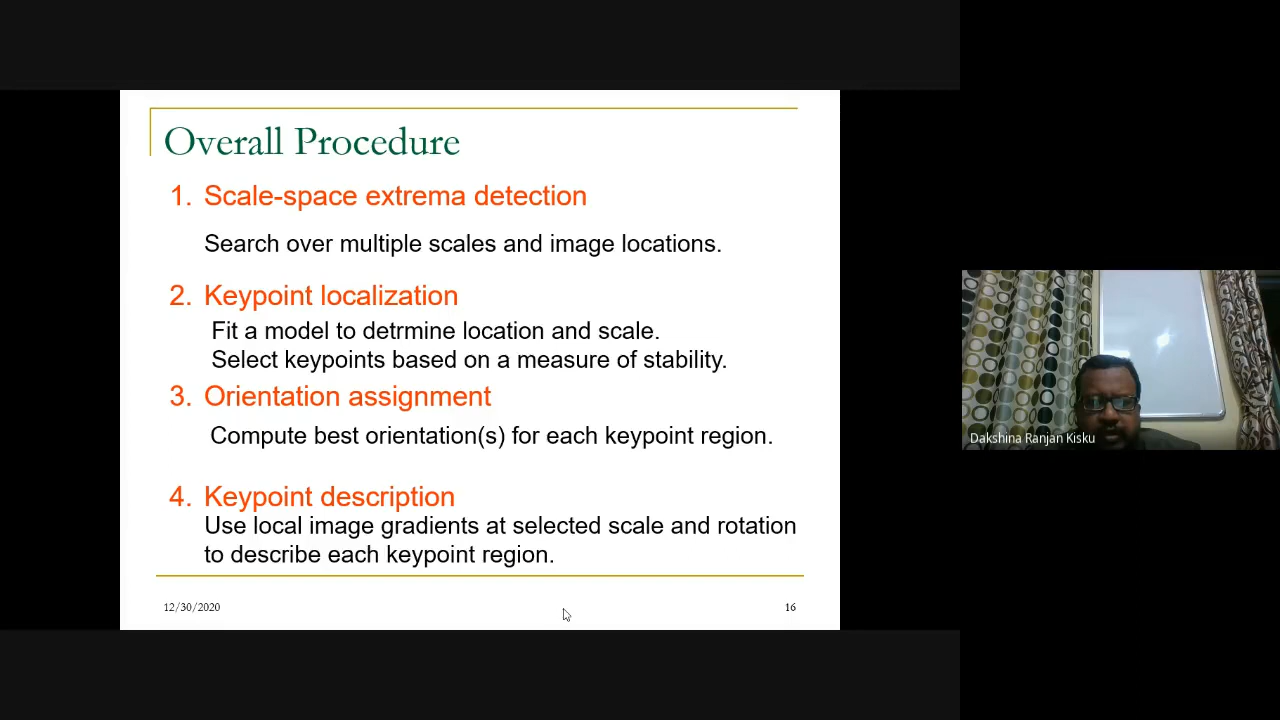 Overall Procedure
1. Scale-space extrema detection
Search over multiple scales and image locations.
2. Keypoint localization
Fit a model to detrmine location and scale.
Select keypoints based on a measure of stability.
3. Orientation assignment
Compute best orientation(s) for each keypoint region.
4. Keypoint description
Use local image gradients at selected scale and rotation
to describe each keypoint region.
12/30/2020
16
Dakshina Ranjan Kisku